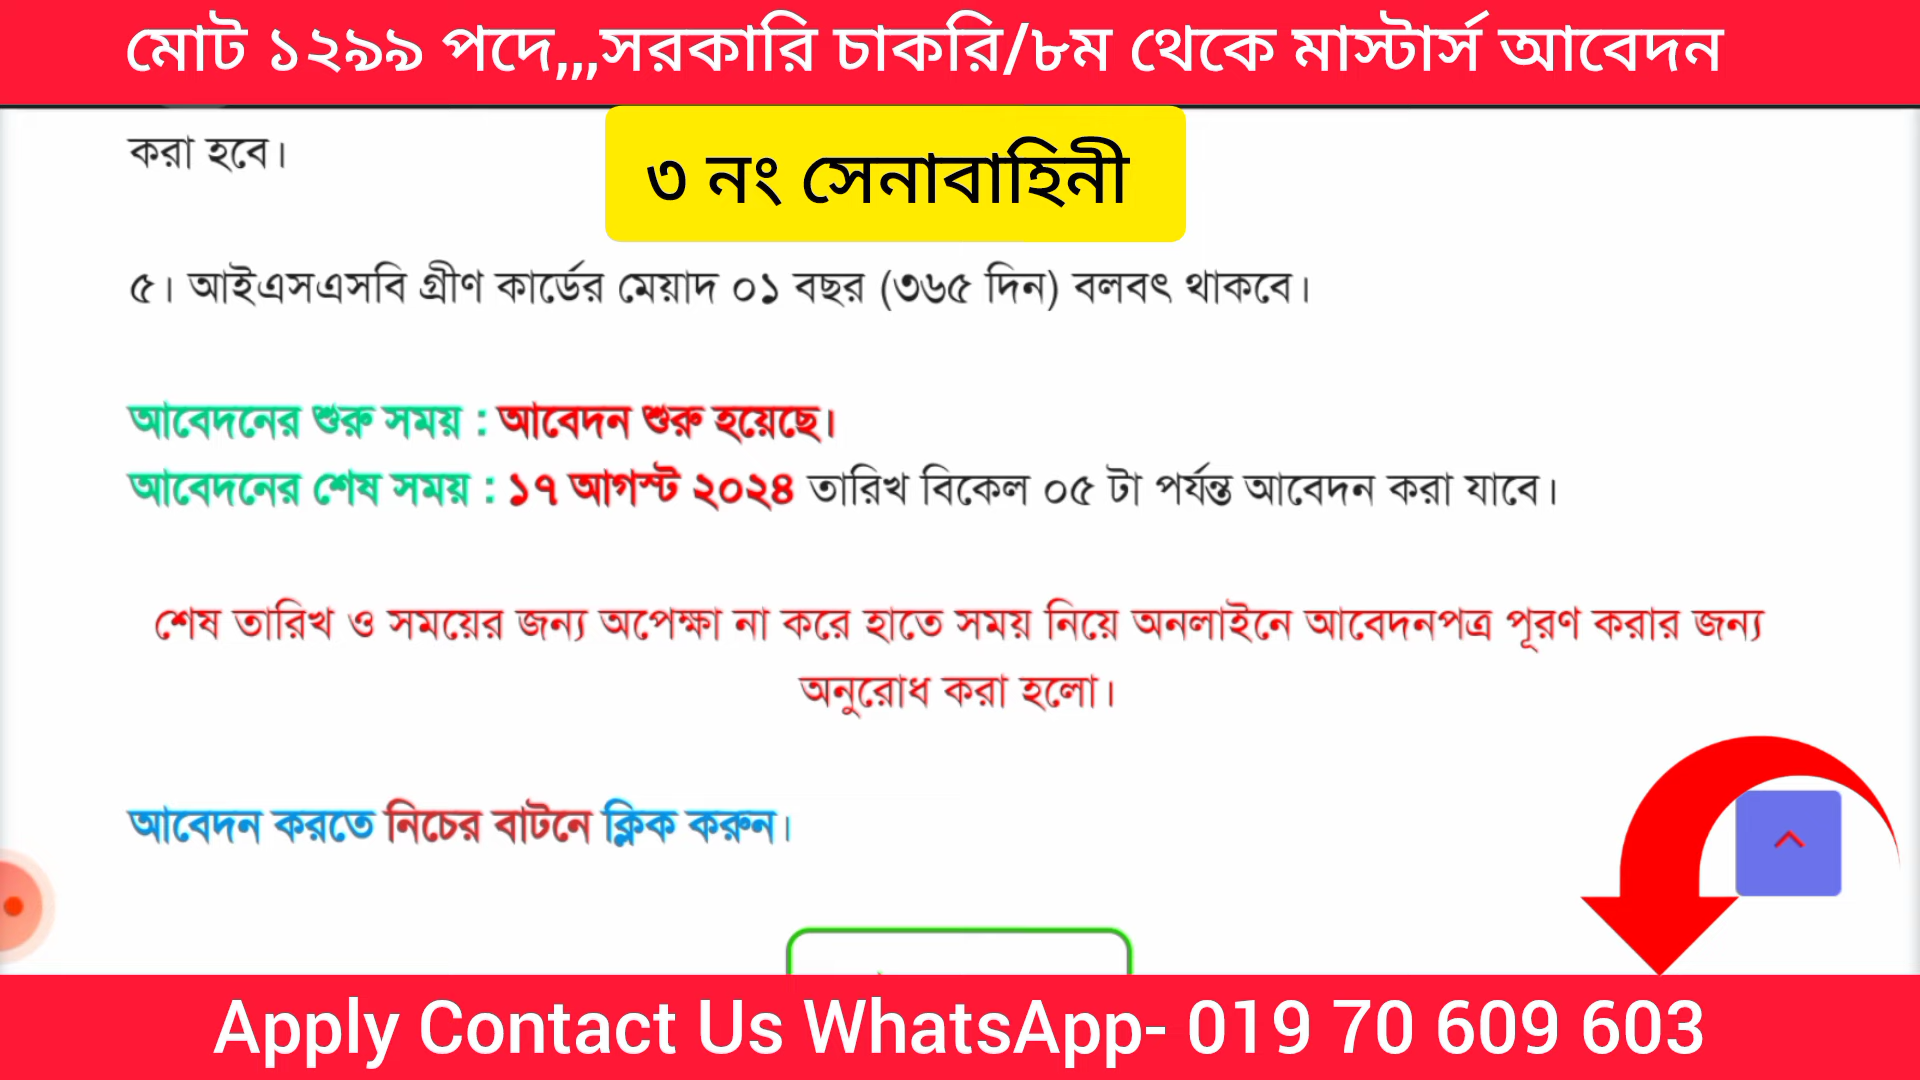 মোট ১২৯৯ পদে,,,সরকারি চাকরি/৮ম থেকে মাস্টার্স আবেদন
করা হবে।
৩ নং সেনাবাহিনী
৫। আইএসএসবি গ্রীণ কার্ডের মেয়াদ ০১ বছর (৩৬৫ দিন) বলবৎ থাকবে।
আবেদনের শুরু সময় : আবেদন শুরু হয়েছে।
আবেদনের শেষ সময় : ১৭ আগস্ট ২০২৪ তারিখ বিকেল ০৫ টা পর্যন্ত আবেদন করা যাবে।
শেষ তারিখ ও সময়ের জন্য অপেক্ষা না করে হাতে সময় নিয়ে অনলাইনে আবেদনপত্র পূরণ করার জন্য
অনুরোধ করা হলো।
আবেদন করতে নিচের বাটনে ক্লিক করুন।
Apply Contact Us WhatsApp- 019 70 609 603